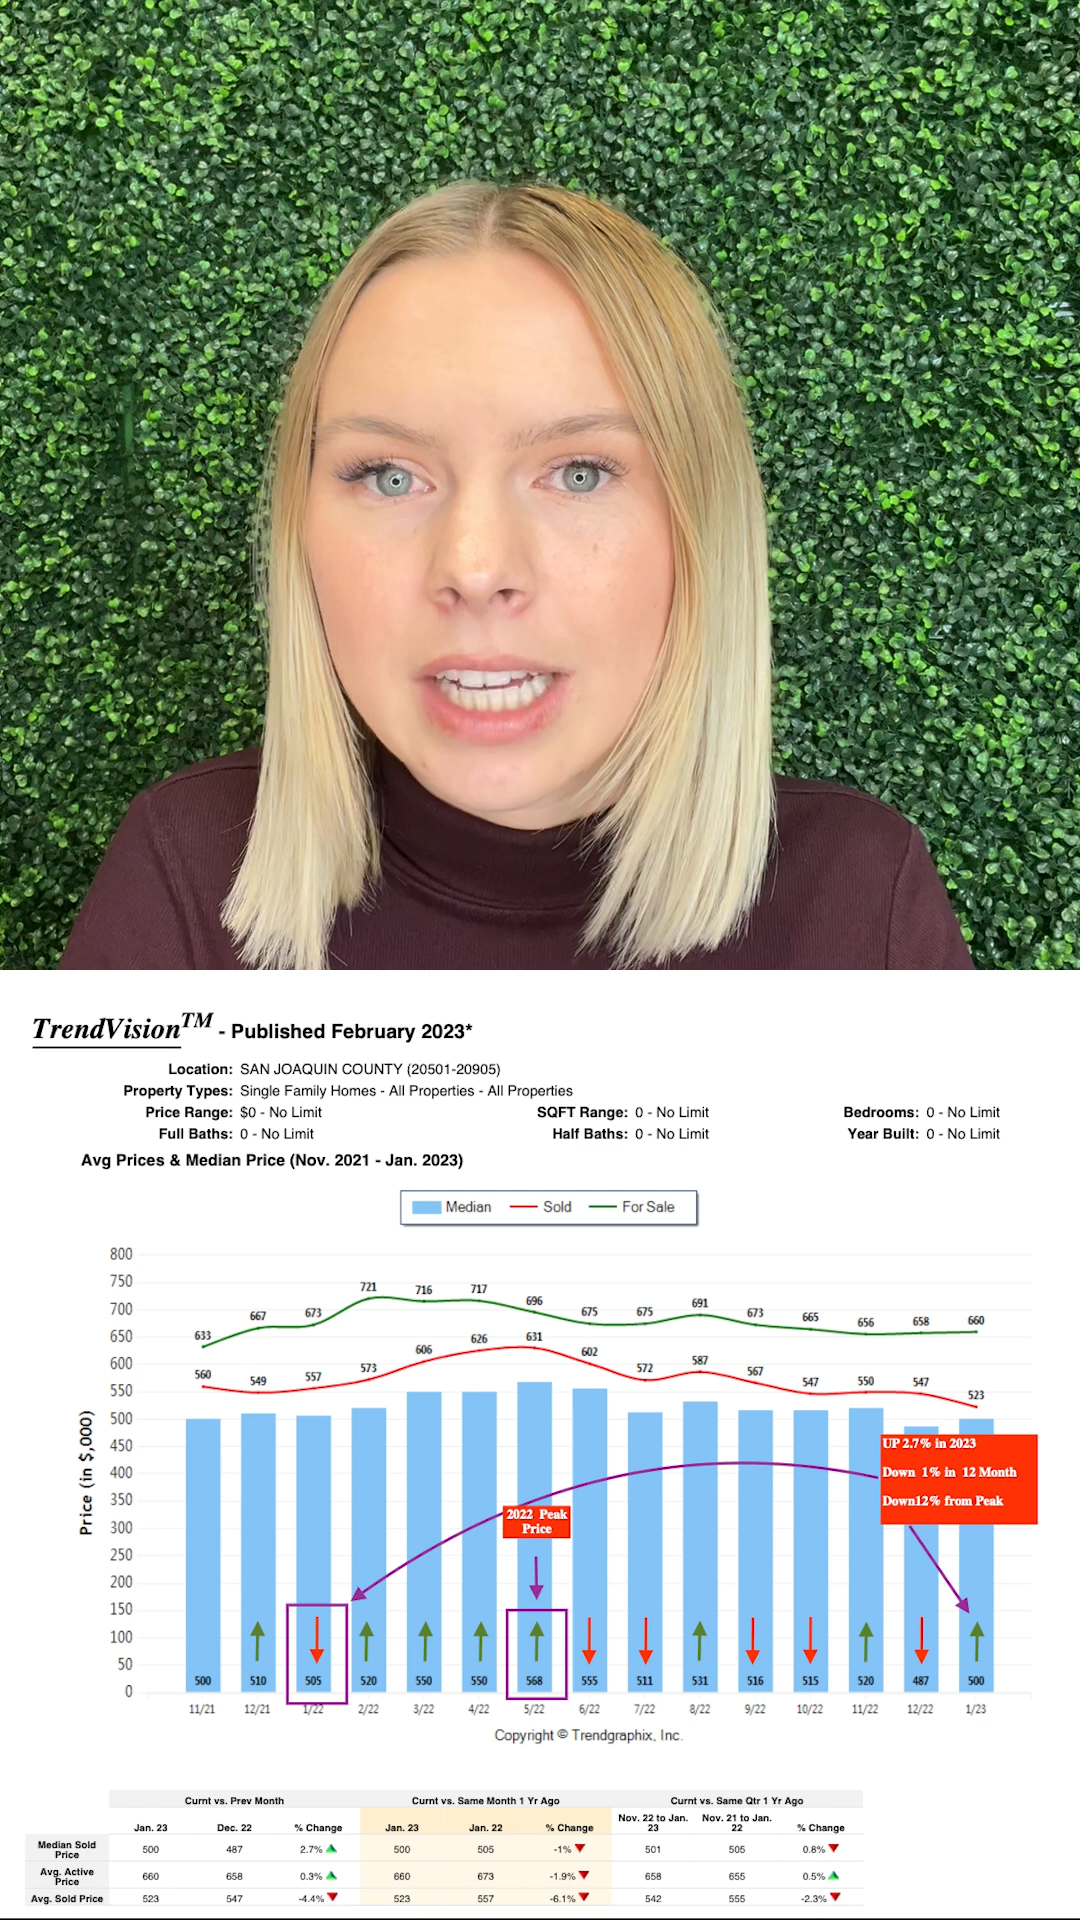 TrendVision™ - Published February 2023*
Location: SAN JOAQUIN COUNTY (20501-20905)
Property Types: Single Family Homes - All Properties - All Properties
Price Range: $0 - No Limit SQFT Range: 0 - No Limit Bedrooms: 0 - No Limit
Full Baths: 0 - No Limit Half Baths: 0 - No Limit Year Built: 0 - No Limit
Avg Prices & Median Price (Nov. 2021 - Jan. 2023)
Median Sold For Sale
800
750
700
650
600
550
500
450
400
350
300
250
200
150
100
50
0
Price (in $,000)
633 667 673 721 716 717 696 675 675 691 673 665 656 658 660
560 549 557 573 606 626 631 602 572 587 567 547 550 547 523
UP 2.7% in 2023
Down 1% in 12 Month
Down12% from Peak
2022 Peak
Price
500 510 505 520 550 550 568 555 511 531 516 515 520 487 500
11/21 12/21 1/22 2/22 3/22 4/22 5/22 6/22 7/22 8/22 9/22 10/22 11/22 12/22 1/23
Copyright © Trendgraphix, Inc.
Curnt vs. Prev Month Curnt vs. Same Month 1 Yr Ago Curnt vs. Same Qtr 1 Yr Ago
Jan. 23 Dec. 22 % Change Jan. 23 Jan. 22 % Change Nov. 22 to Jan. 23 Nov. 21 to Jan. 22 % Change
Median Sold Price 500 487 2.7% 500 505 -1% 501 505 0.8%
Avg. Active Price 660 658 0.3% 660 673 -1.9% 658 655 0.5%
Avg. Sold Price 523 547 -4.4% 523 557 -6.1% 542 555 -2.3%